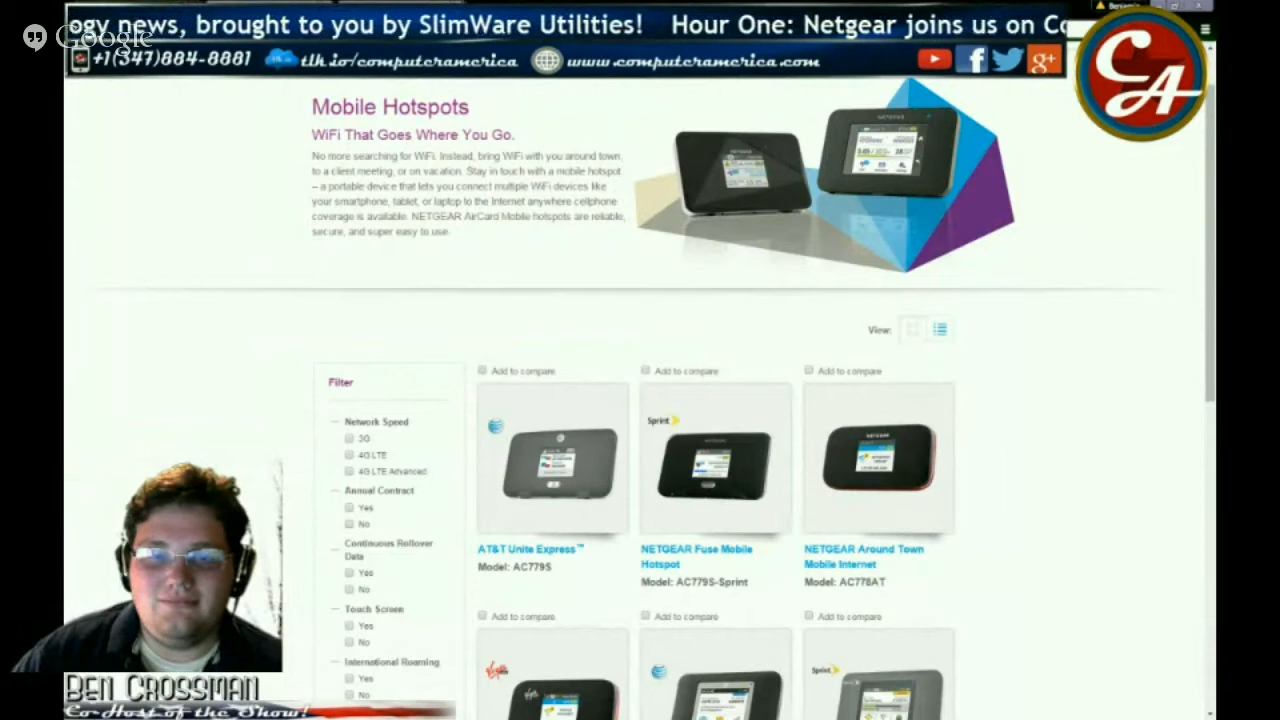 ogy news, brought to you by SlimWare Utilities! Hour One: Netgear joins us on Co
Google
+1(347)884-8881 tlk.io/computeramerica www.computeramerica.com
CA
Mobile Hotspots
WiFi That Goes Where You Go.
No more searching for WiFi. Instead, bring WiFi with you around town,
to a client meeting, or on vacation. Stay in touch with a mobile hotspot
– a portable device that lets you connect multiple WiFi devices like
your smartphone, tablet, or laptop to the Internet anywhere cellphone
coverage is available. NETGEAR AirCard Mobile hotspots are reliable,
secure, and super easy to use.
View:
Filter
Network Speed
3G
4G LTE
4G LTE Advanced
Annual Contract
Yes
No
Continuous Rollover
Data
Yes
No
Touch Screen
Yes
No
International Roaming
Yes
No
Add to compare
Add to compare
Add to compare
Sprint
NETGEAR
AT&T Unite Express™
Model: AC779S
NETGEAR Fuse Mobile
Hotspot
Model: AC779S-Sprint
NETGEAR Around Town
Mobile Internet
Model: AC778AT
Add to compare
Add to compare
Add to compare
Sprint
BEN CROSSMAN
Co-Host of the Show!